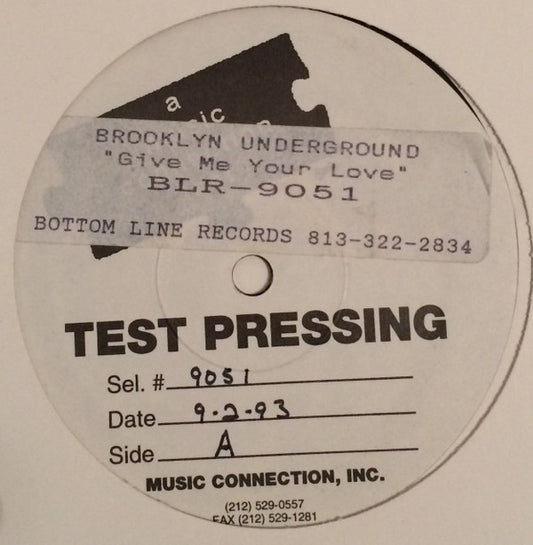 a
ic
BROOKLYN UNDERGROUND
"Give Me Your Love"
BLR-9051
BOTTOM LINE RECORDS 813-322-2834
TEST PRESSING
Sel. # 9051
Date 9-2-93
Side A
MUSIC CONNECTION, INC.
(212) 529-0557
FAX (212) 529-1281